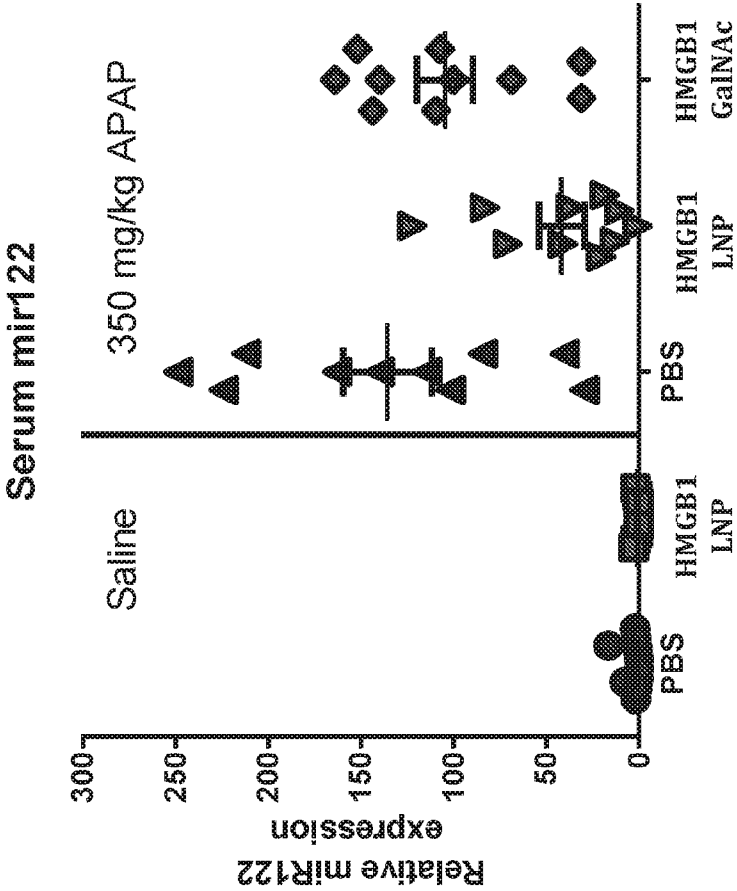 Serum mir122
Saline
350 mg/kg APAP
Relative miR122
expression
300
250
200
150
100
50
0
PBS
HMGB1
LNP
PBS
HMGB1
LNP
HMGB1
GalNAc